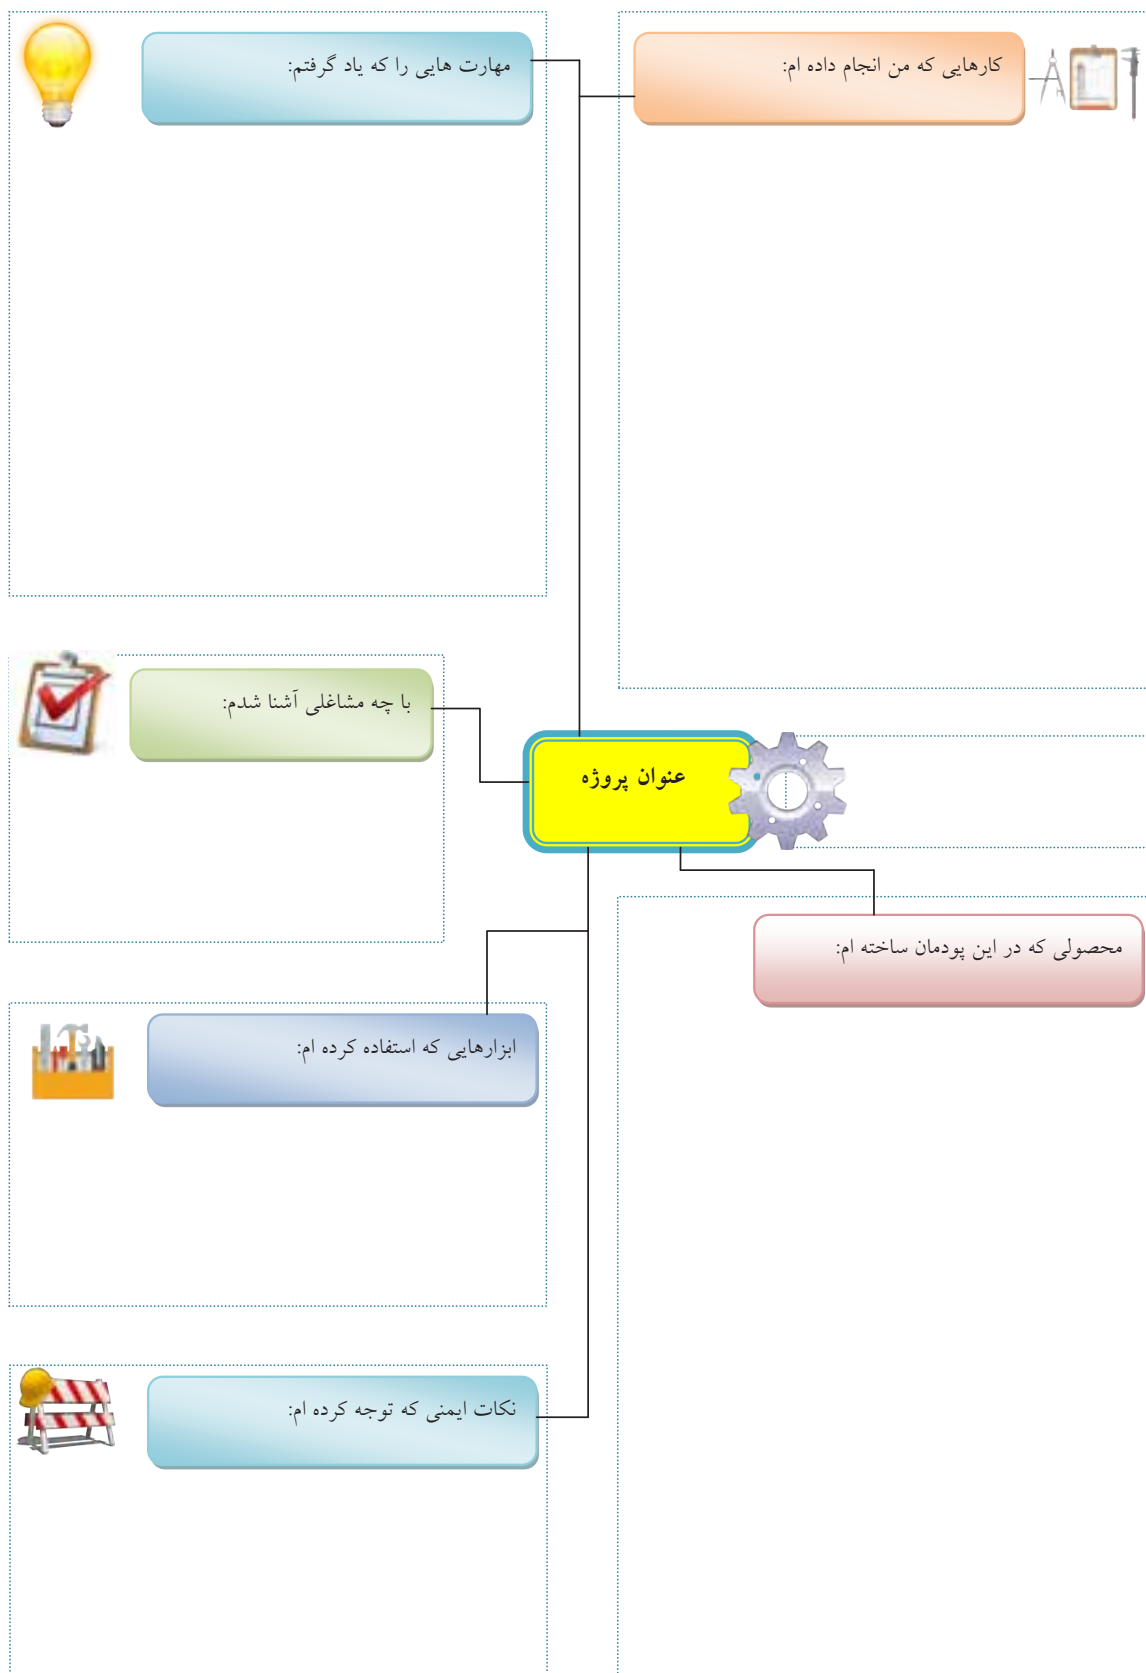 کارهایی که من انجام داده ام:
مهارت هایی را که یاد گرفتم:
با چه مشاغلی آشنا شدم:
عنوان پروژه
محصولی که در این پودمان ساخته ام:
ابزارهایی که استفاده کرده ام:
نکات ایمنی که توجه کرده ام: